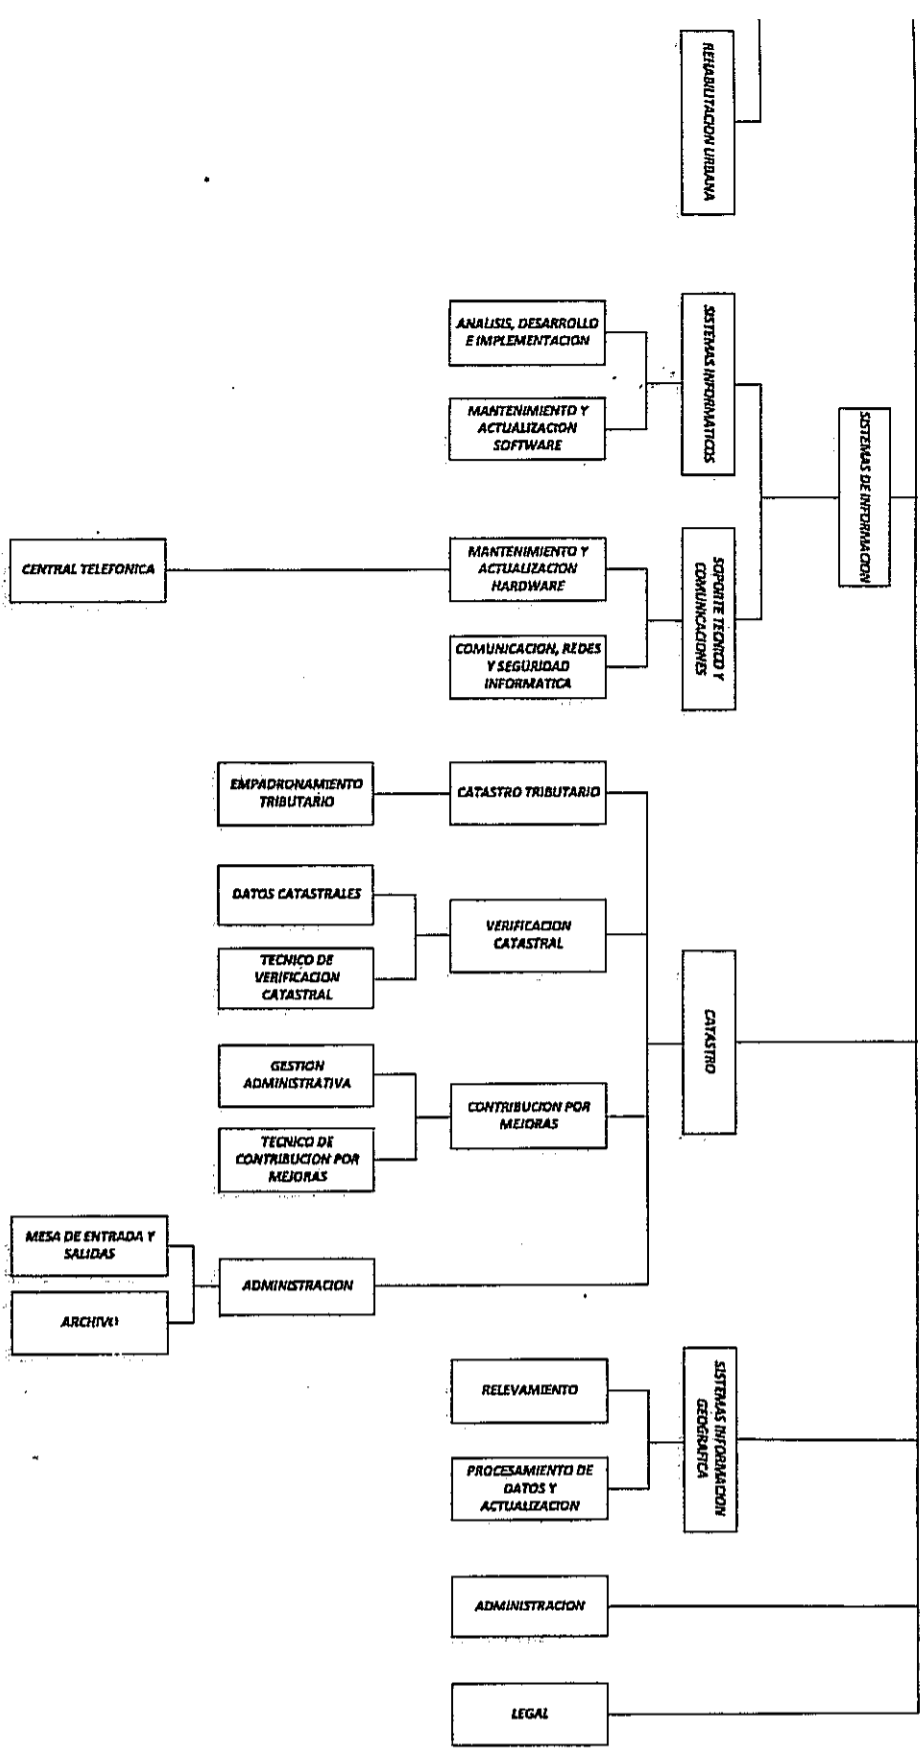 REHABILITACION URBANA
SISTEMAS DE INFORMACION
SISTEMAS INFORMATICOS
ANALISIS, DESARROLLO
E IMPLEMENTACION
MANTENIMIENTO Y
ACTUALIZACION
SOFTWARE
SOPORTE TECNICO Y
COMUNICACIONES
MANTENIMIENTO Y
ACTUALIZACION
HARDWARE
CENTRAL TELEFONICA
COMUNICACION, REDES
Y SEGURIDAD
INFORMATICA
CATASTRO
CATASTRO TRIBUTARIO
EMPADRONAMIENTO
TRIBUTARIO
VERIFICACION
CATASTRAL
DATOS CATASTRALES
TECNICO DE
VERIFICACION
CATASTRAL
CONTRIBUCION POR
MEJORAS
GESTION
ADMINISTRATIVA
TECNICO DE
CONTRIBUCION POR
MEJORAS
ADMINISTRACION
MESA DE ENTRADA Y
SALIDAS
ARCHIVO
SISTEMAS INFORMACION
GEOGRAFICA
RELEVAMIENTO
PROCESAMIENTO DE
DATOS Y
ACTUALIZACION
ADMINISTRACION
LEGAL